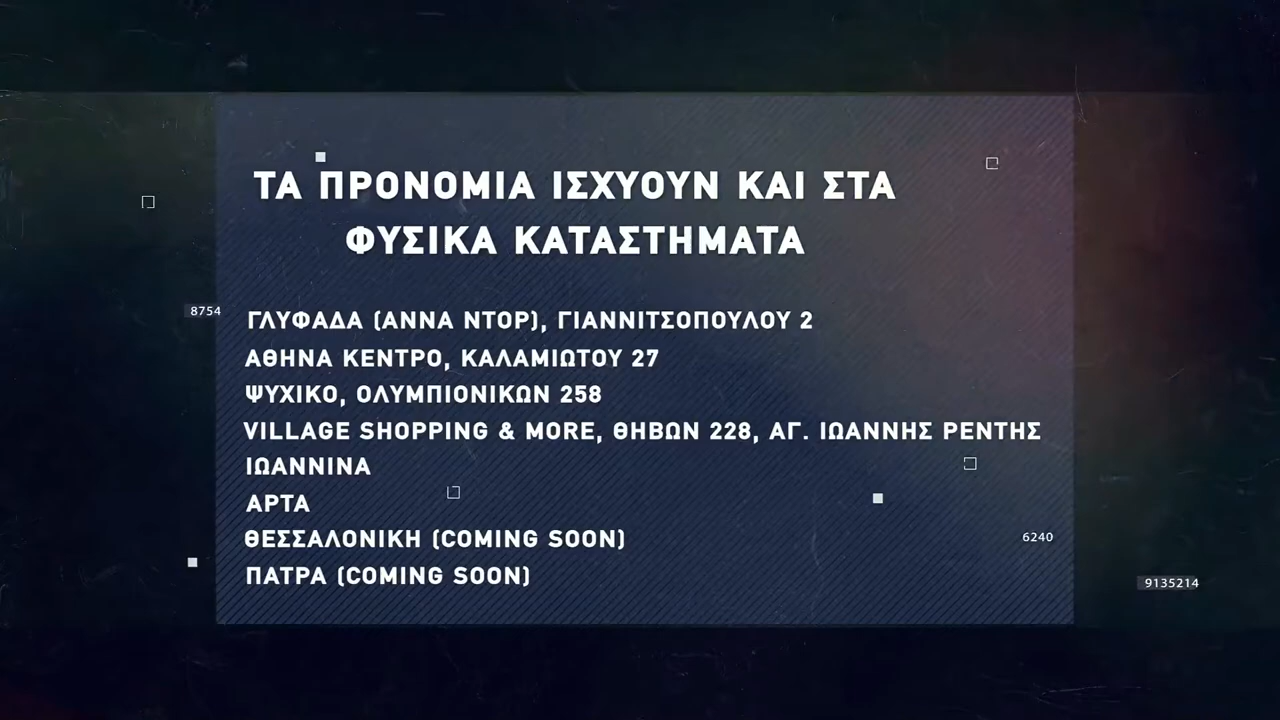 ΤΑ ΠΡΟΝΟΜΙΑ ΙΣΧΥΟΥΝ ΚΑΙ ΣΤΑ
ΦΥΣΙΚΑ ΚΑΤΑΣΤΗΜΑΤΑ
8754
ΓΛΥΦΑΔΑ (ΑΝΝΑ ΝΤΟΡ), ΓΙΑΝΝΙΤΣΟΠΟΥΛΟΥ 2
ΑΘΗΝΑ ΚΕΝΤΡΟ, ΚΑΛΑΜΙΩΤΟΥ 27
ΨΥΧΙΚΟ, ΟΛΥΜΠΙΟΝΙΚΩΝ 258
VILLAGE SHOPPING & MORE, ΘΗΒΩΝ 228, ΑΓ. ΙΩΑΝΝΗΣ ΡΕΝΤΗΣ
ΙΩΑΝΝΙΝΑ
ΑΡΤΑ
ΘΕΣΣΑΛΟΝΙΚΗ (COMING SOON)
6240
ΠΑΤΡΑ (COMING SOON)
9135214